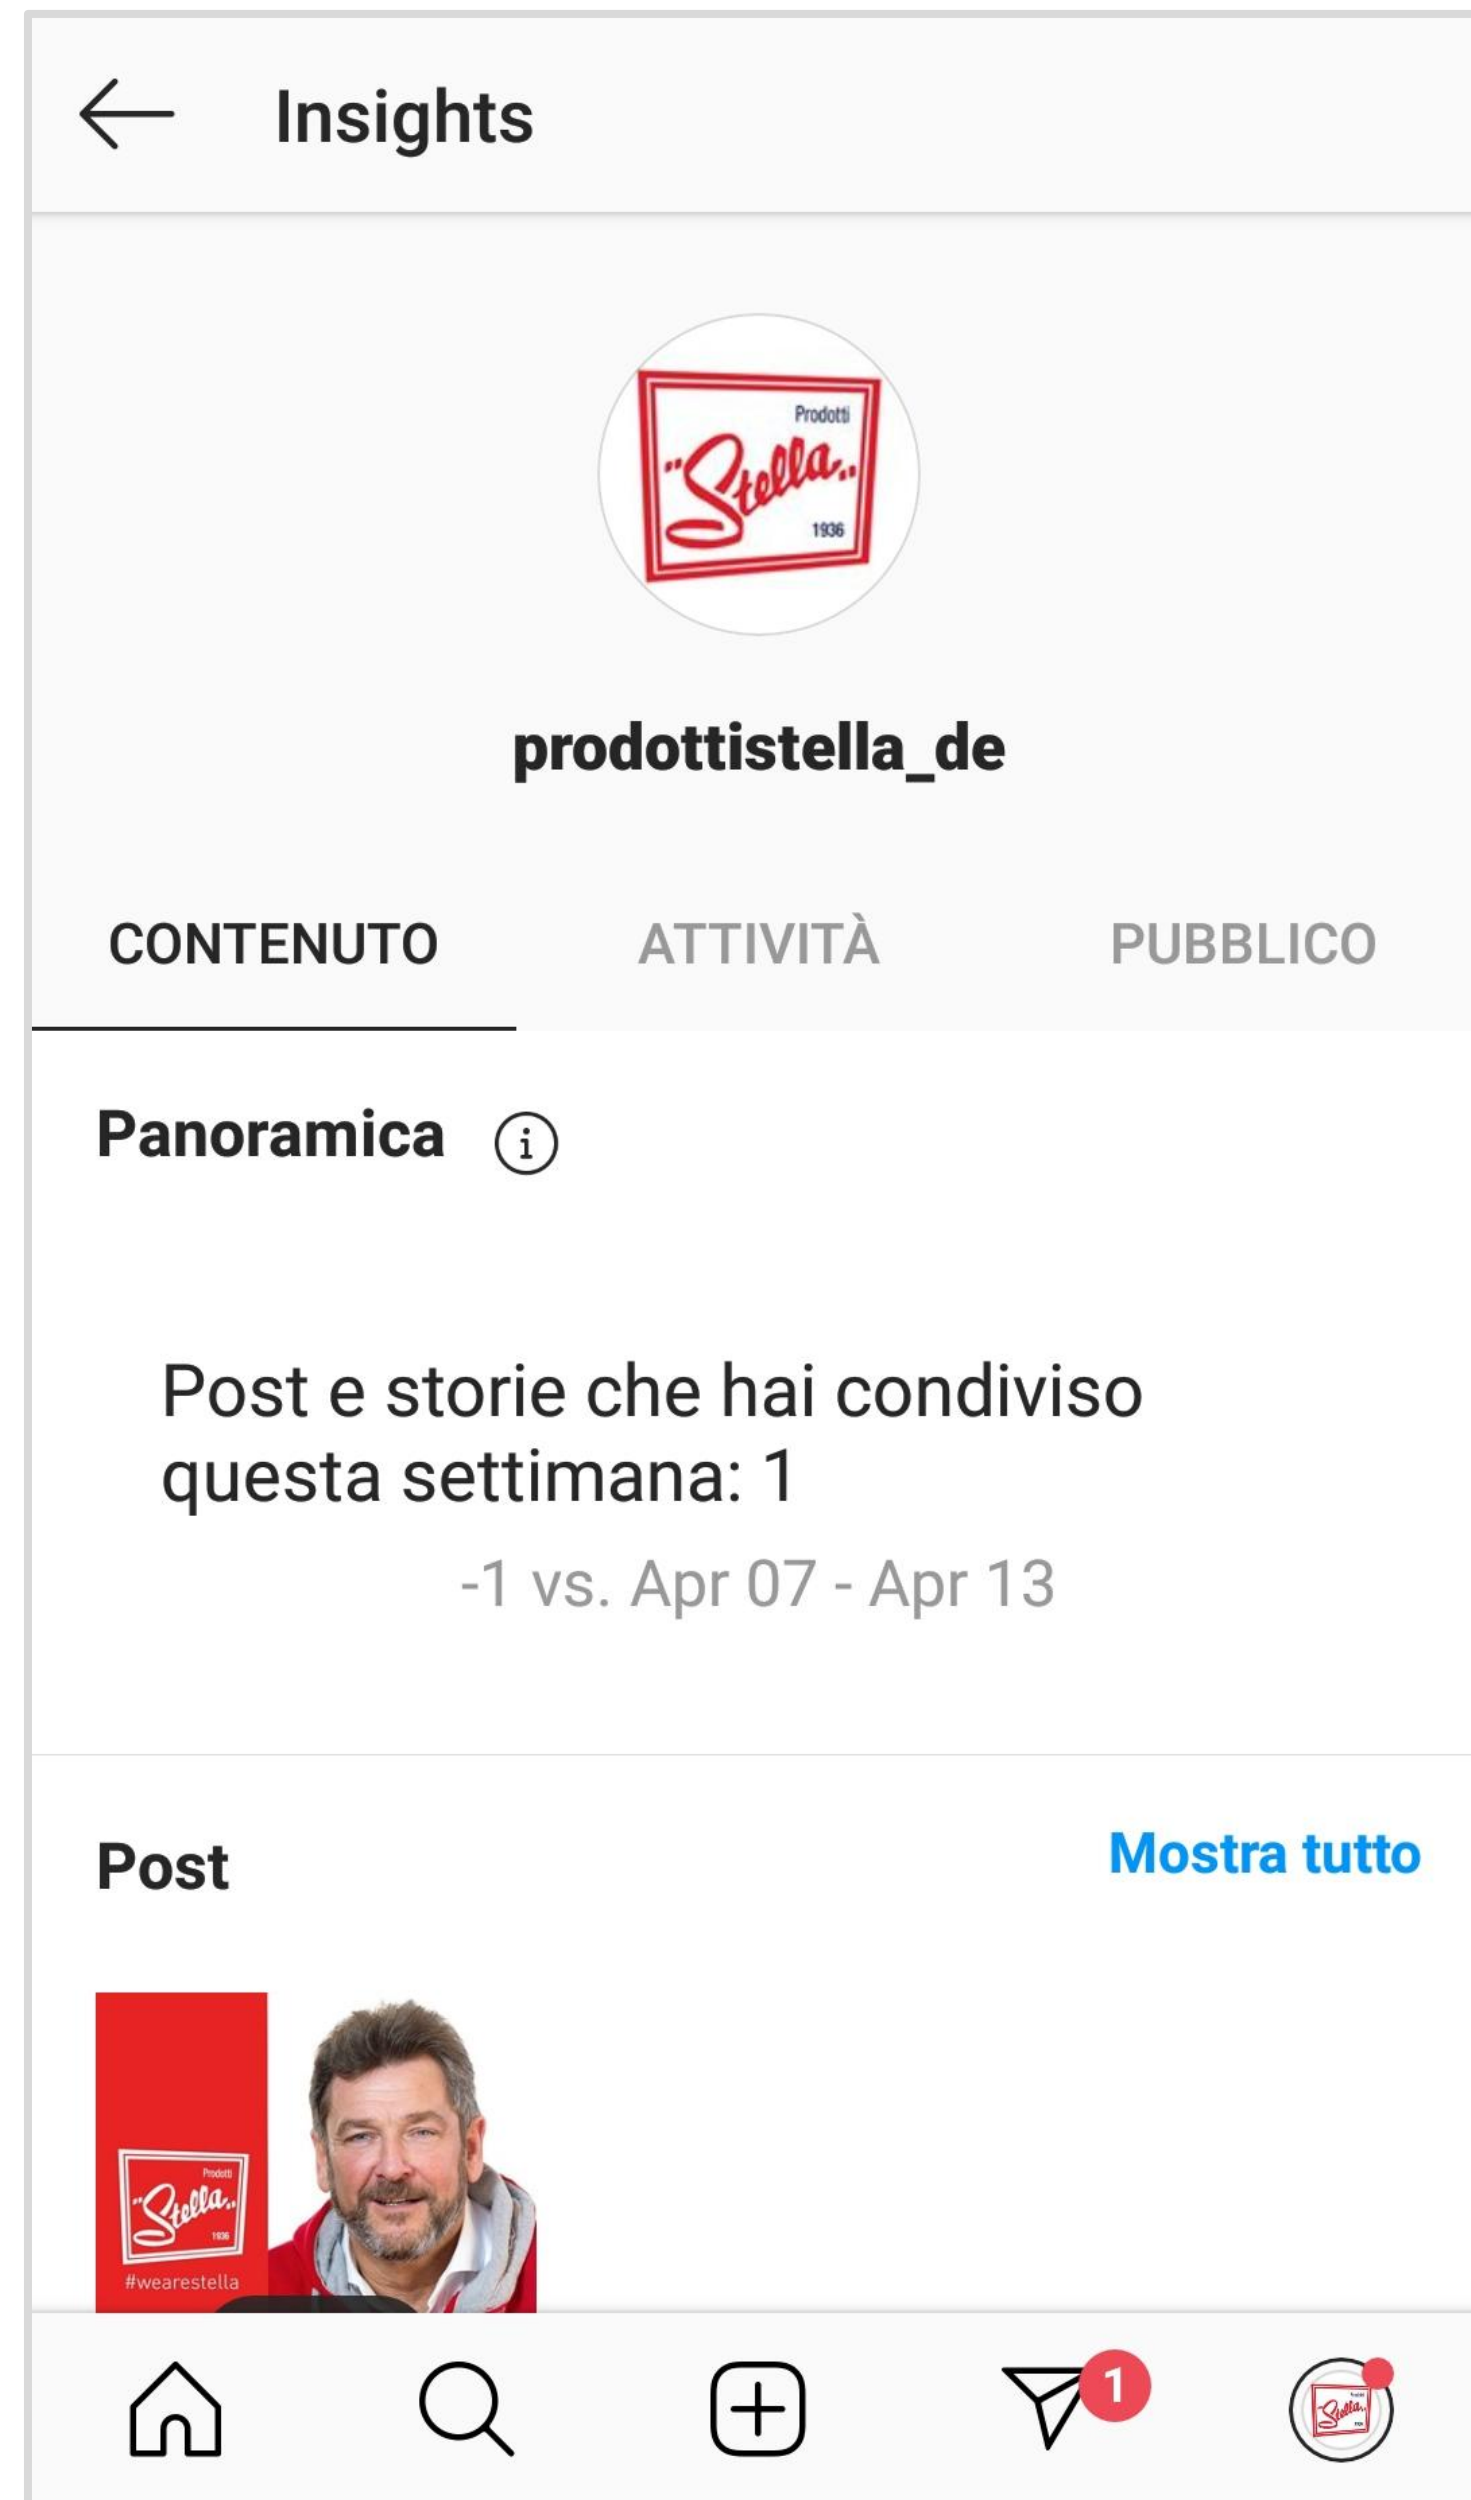 Insights
Prodotti
"Stella"
1936
prodottistella_de
CONTENUTO ATTIVITÀ PUBBLICO
Panoramica i
Post e storie che hai condiviso
questa settimana: 1
-1 vs. Apr 07 - Apr 13
Post Mostra tutto
Prodotti
"Stella"
1936
#wearestella
1
Stella